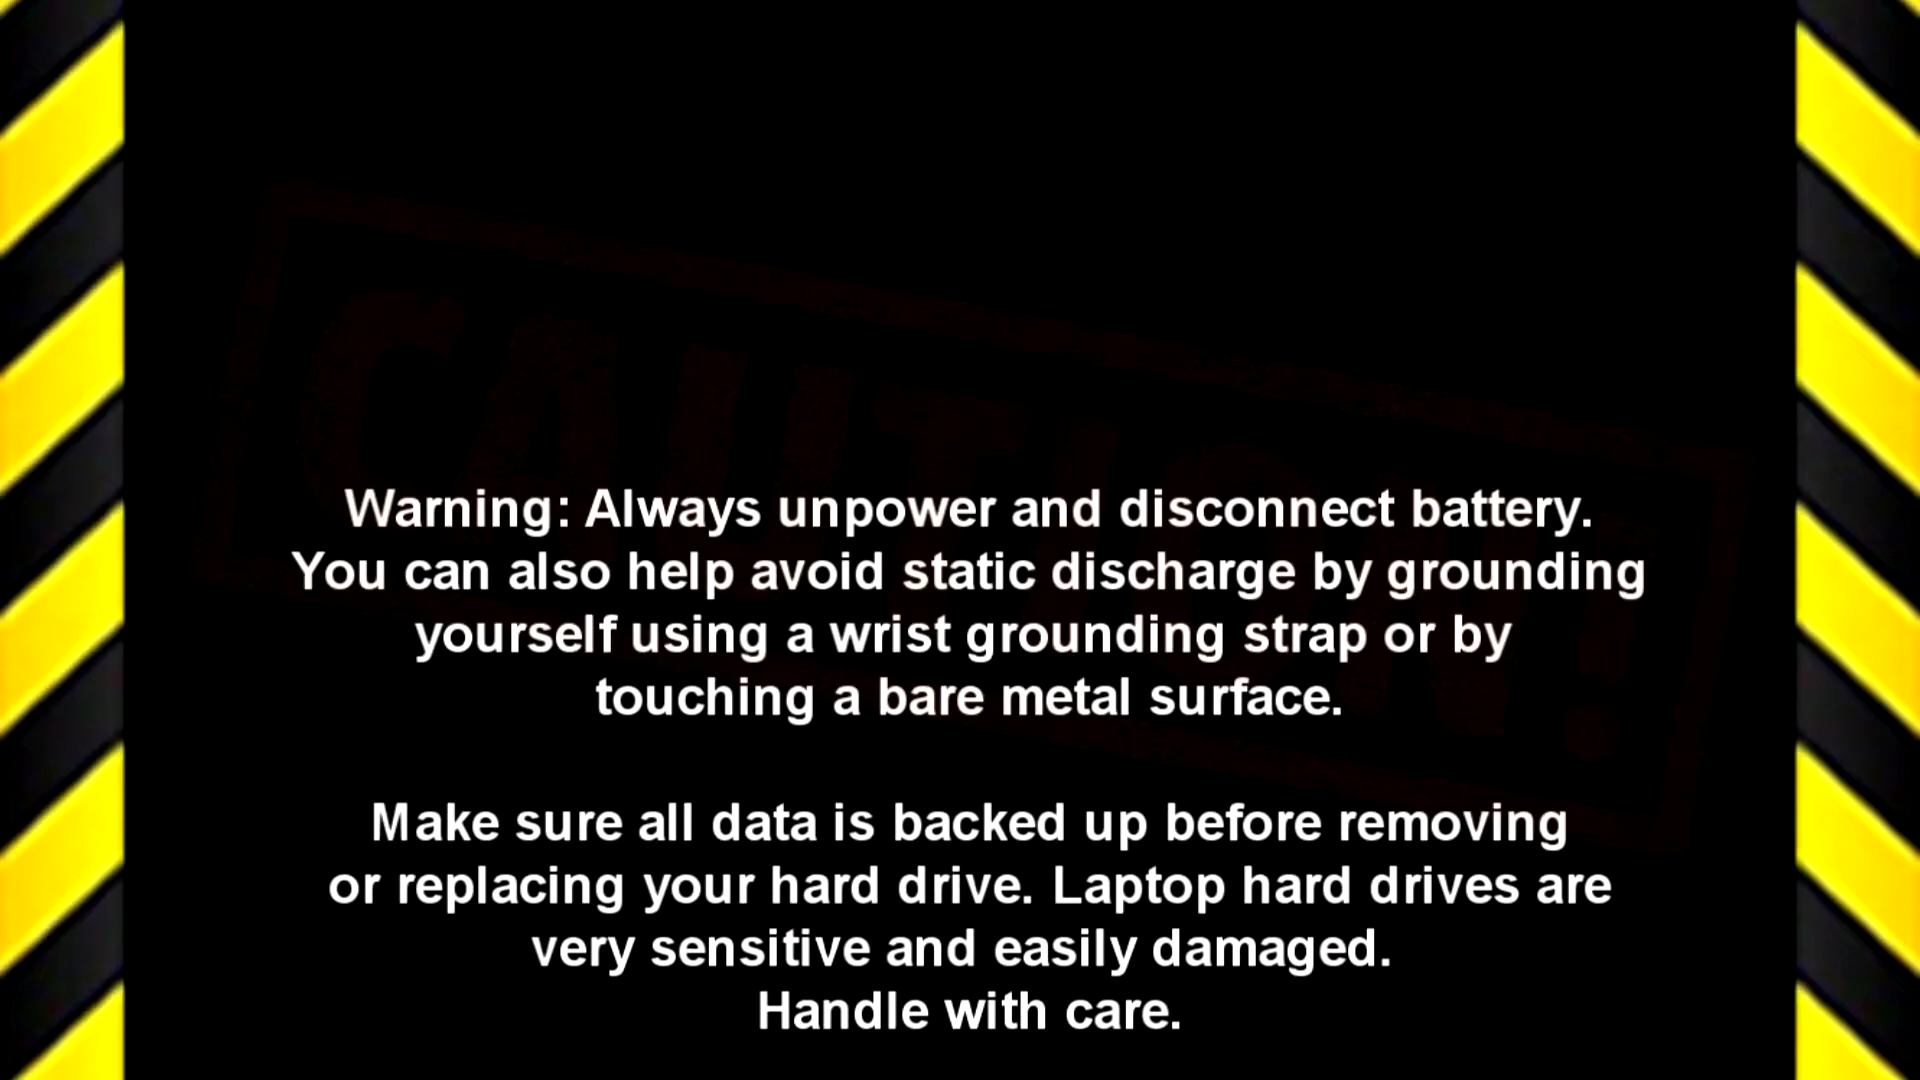 CAUTION!
Warning: Always unpower and disconnect battery.
You can also help avoid static discharge by grounding
yourself using a wrist grounding strap or by
touching a bare metal surface.
Make sure all data is backed up before removing
or replacing your hard drive. Laptop hard drives are
very sensitive and easily damaged.
Handle with care.